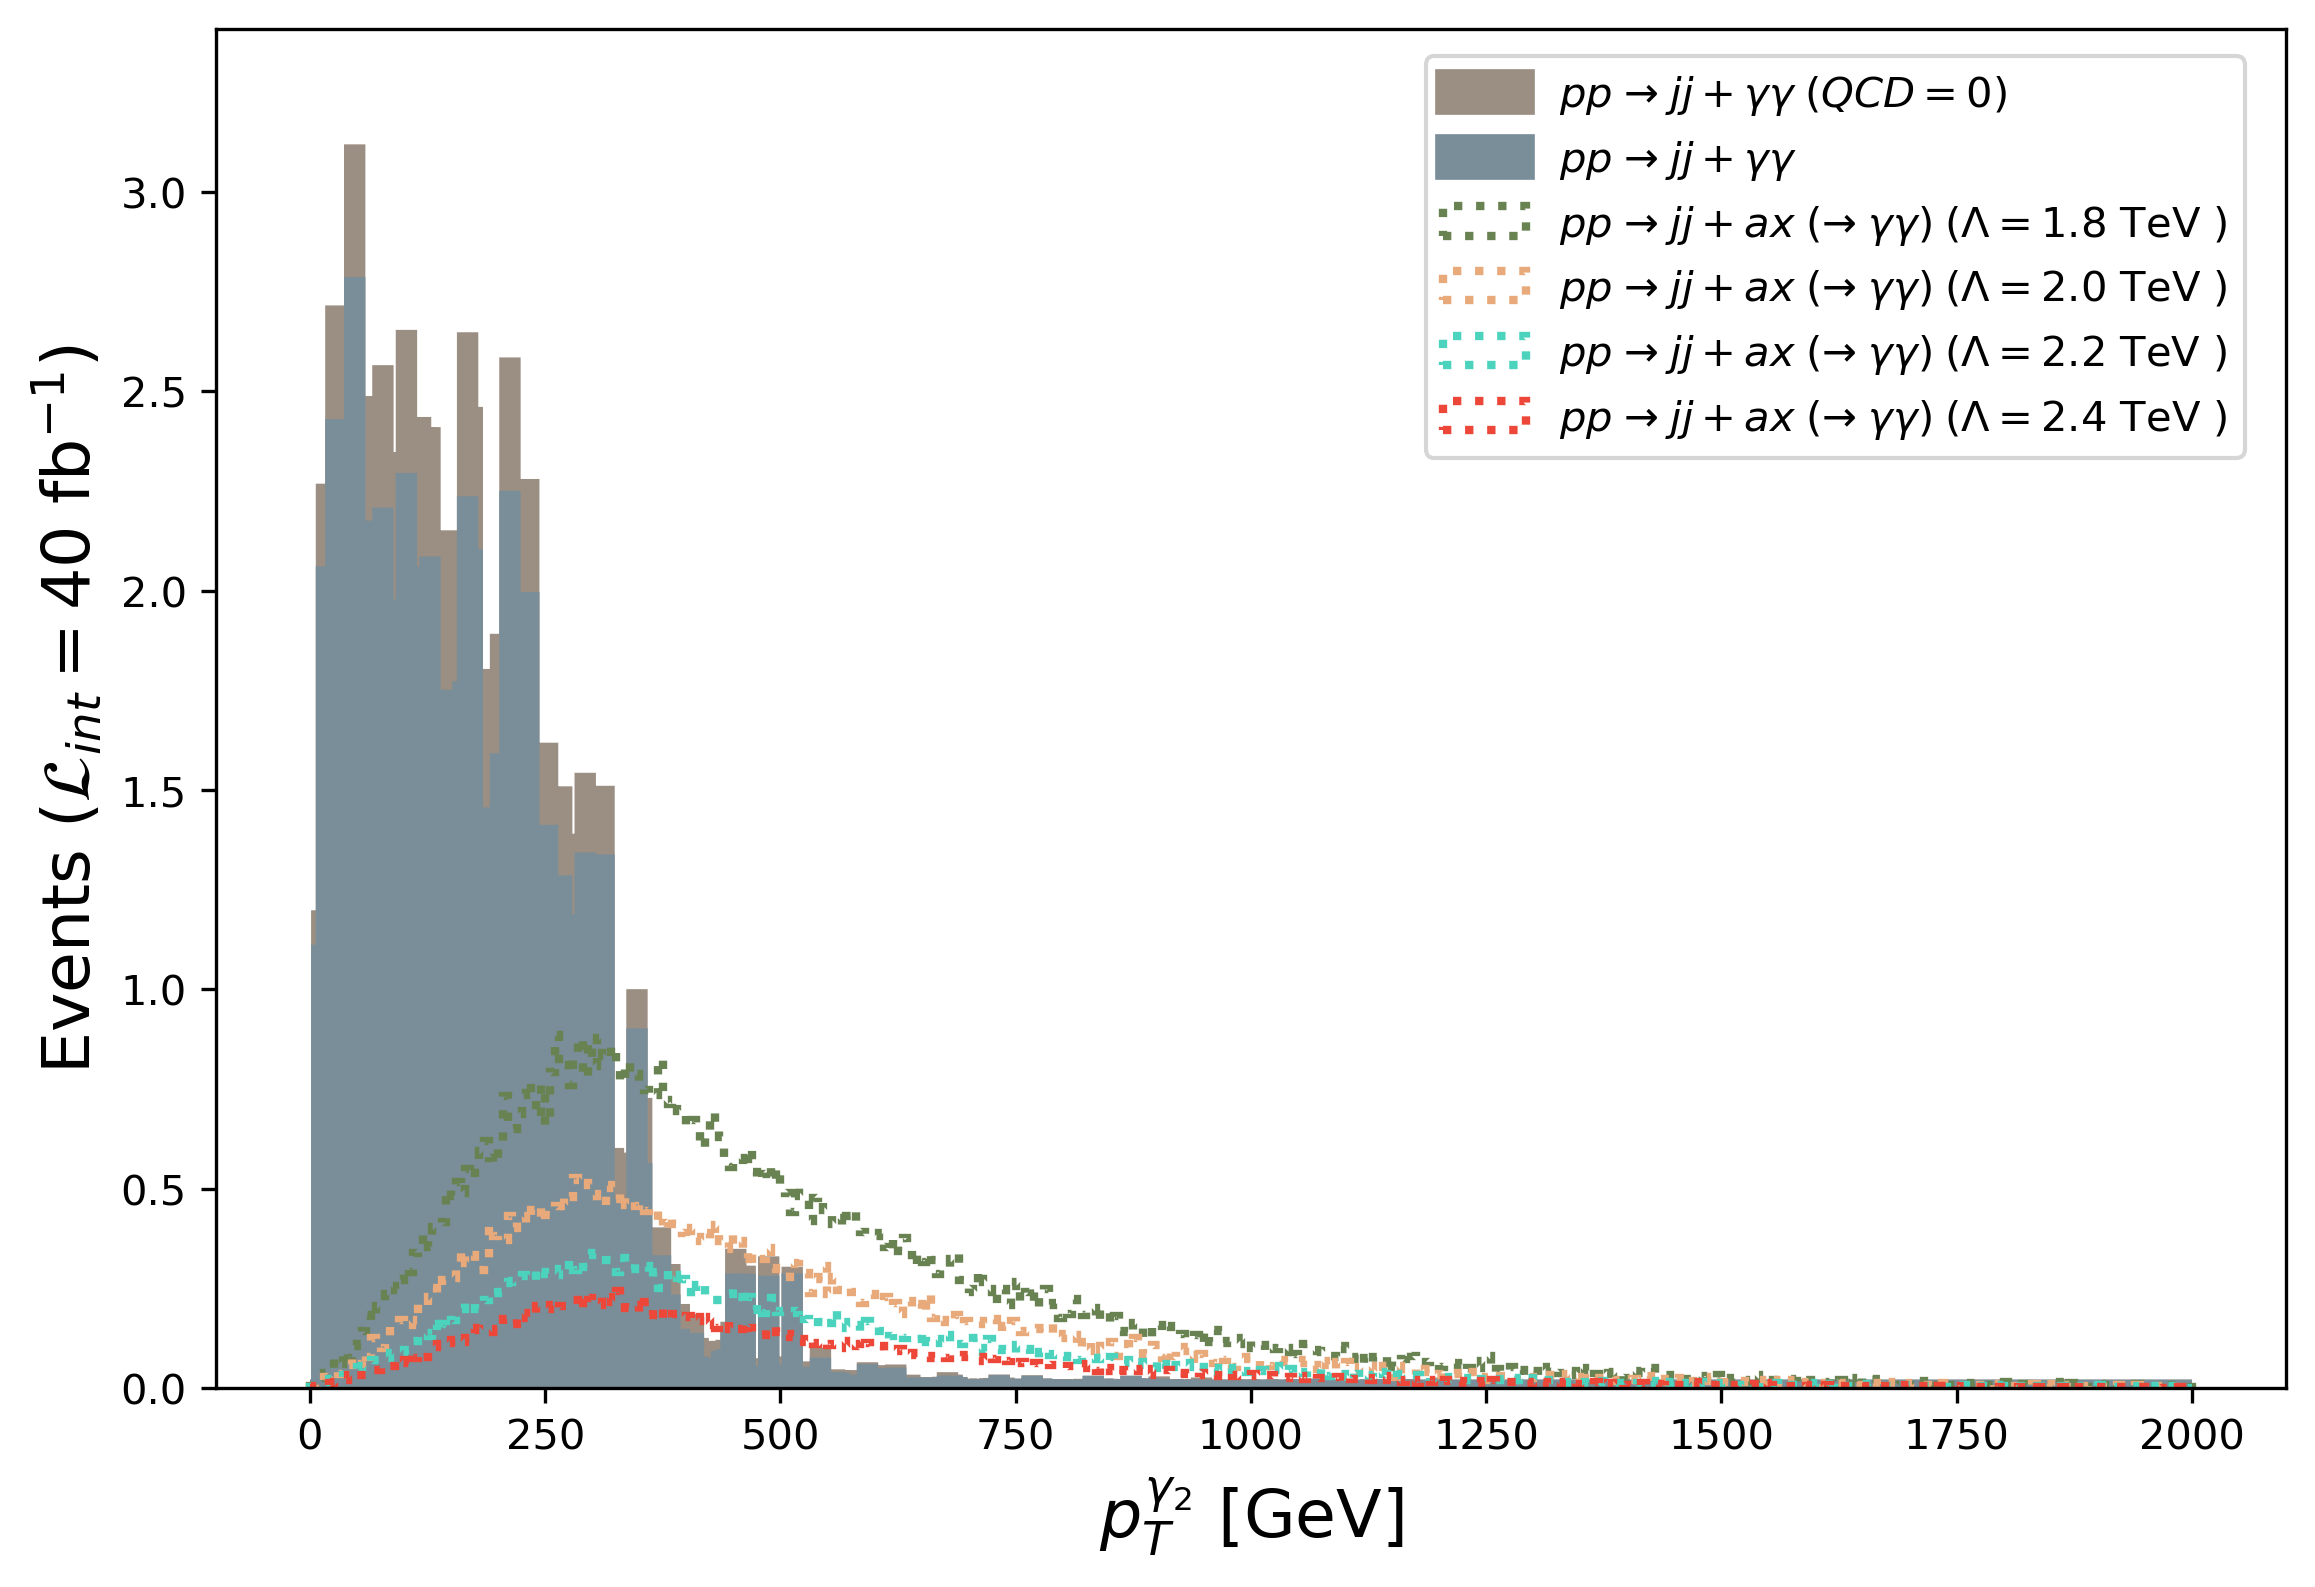 Events (ℒ_int = 40 fb⁻¹)
3.0
2.5
2.0
1.5
1.0
0.5
0.0
pp → jj + γγ (QCD = 0)
pp → jj + γγ
pp → jj + ax (→ γγ) (Λ = 1.8 TeV )
pp → jj + ax (→ γγ) (Λ = 2.0 TeV )
pp → jj + ax (→ γγ) (Λ = 2.2 TeV )
pp → jj + ax (→ γγ) (Λ = 2.4 TeV )
0 250 500 750 1000 1250 1500 1750 2000
p_T^γ₂ [GeV]